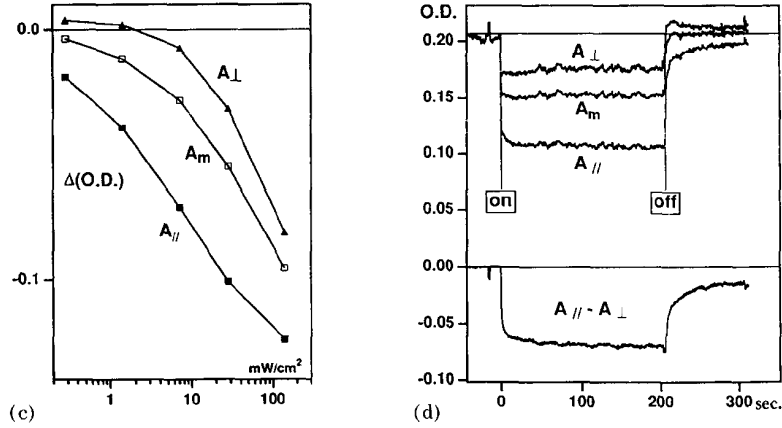 0.0
-0.1
Δ(O.D.)
A⊥
Am
A//
mW/cm²
1
10
100
(c)
O.D.
0.20
0.15
0.10
0.05
0.00
-0.05
-0.10
A⊥
Am
A//
on
off
A// - A⊥
0
100
200
300 sec.
(d)